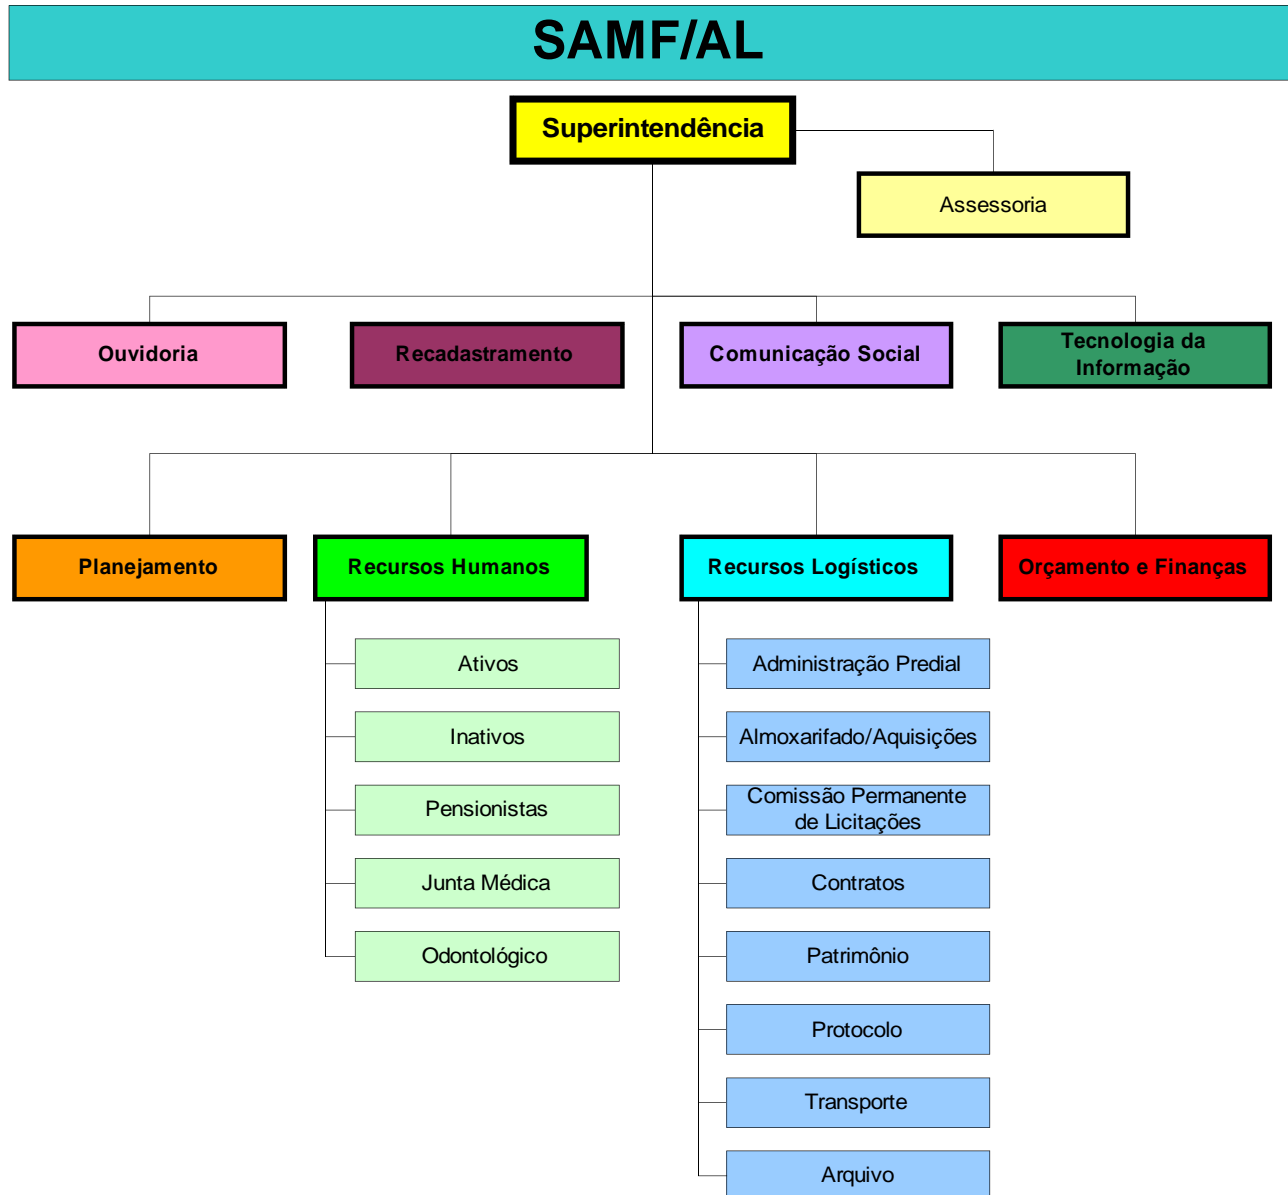 SAMF/AL
Superintendência
Assessoria
Ouvidoria
Recadastramento
Comunicação Social
Tecnologia da
Informação
Planejamento
Recursos Humanos
Recursos Logísticos
Orçamento e Finanças
Ativos
Inativos
Pensionistas
Junta Médica
Odontológico
Administração Predial
Almoxarifado/Aquisições
Comissão Permanente
de Licitações
Contratos
Patrimônio
Protocolo
Transporte
Arquivo